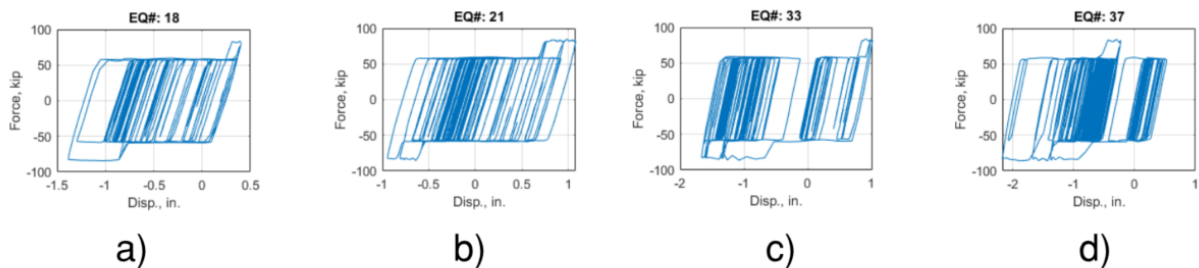 EQ#: 18
100
50
0
-50
-100
Force, kip
-1.5 -1 -0.5 0 0.5
Disp., in.
a)
EQ#: 21
100
50
0
-50
-100
Force, kip
-1 -0.5 0 0.5 1
Disp., in.
b)
EQ#: 33
100
50
0
-50
-100
Force, kip
-2 -1 0 1
Disp., in.
c)
EQ#: 37
100
50
0
-50
-100
Force, kip
-2 -1 0 1
Disp., in.
d)